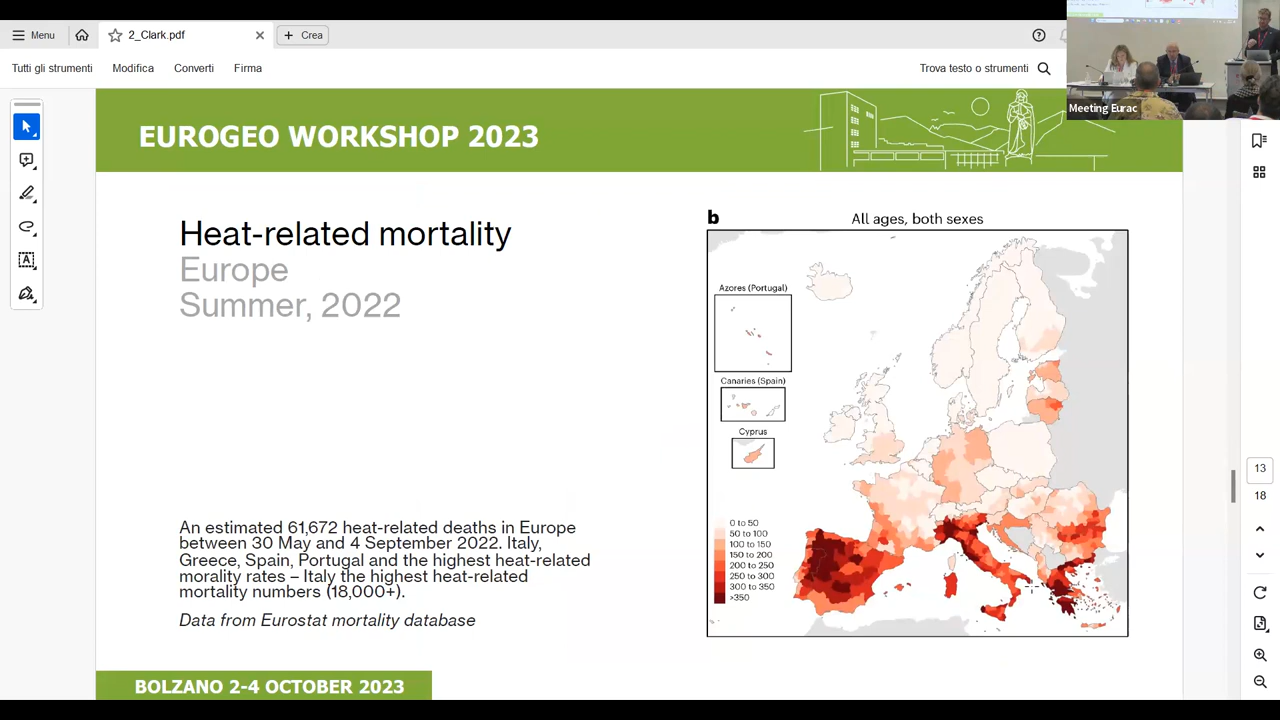 Menu
2_Clark.pdf
Crea
Tutti gli strumenti
Modifica
Converti
Firma
Trova testo o strumenti
Meeting Eurac
EUROGEO WORKSHOP 2023
Heat-related mortality
Europe
Summer, 2022
An estimated 61,672 heat-related deaths in Europe
between 30 May and 4 September 2022. Italy,
Greece, Spain, Portugal and the highest heat-related
morality rates – Italy the highest heat-related
mortality numbers (18,000+).
Data from Eurostat mortality database
b
All ages, both sexes
Azores (Portugal)
Canaries (Spain)
Cyprus
0 to 50
50 to 100
100 to 150
150 to 200
200 to 250
250 to 300
300 to 350
>350
13
18
BOLZANO 2-4 OCTOBER 2023